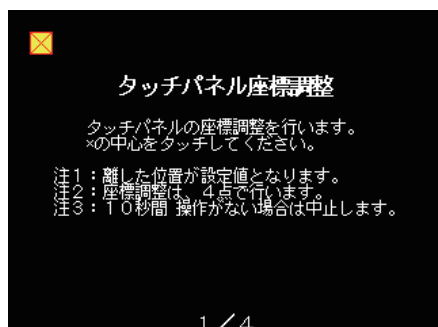 タッチパネル座標調整
タッチパネルの座標調整を行います。
×の中心をタッチしてください。
注1：離した位置が設定値となります。
注2：座標調整は、4点で行います。
注3：10秒間 操作がない場合は中止します。
1／4